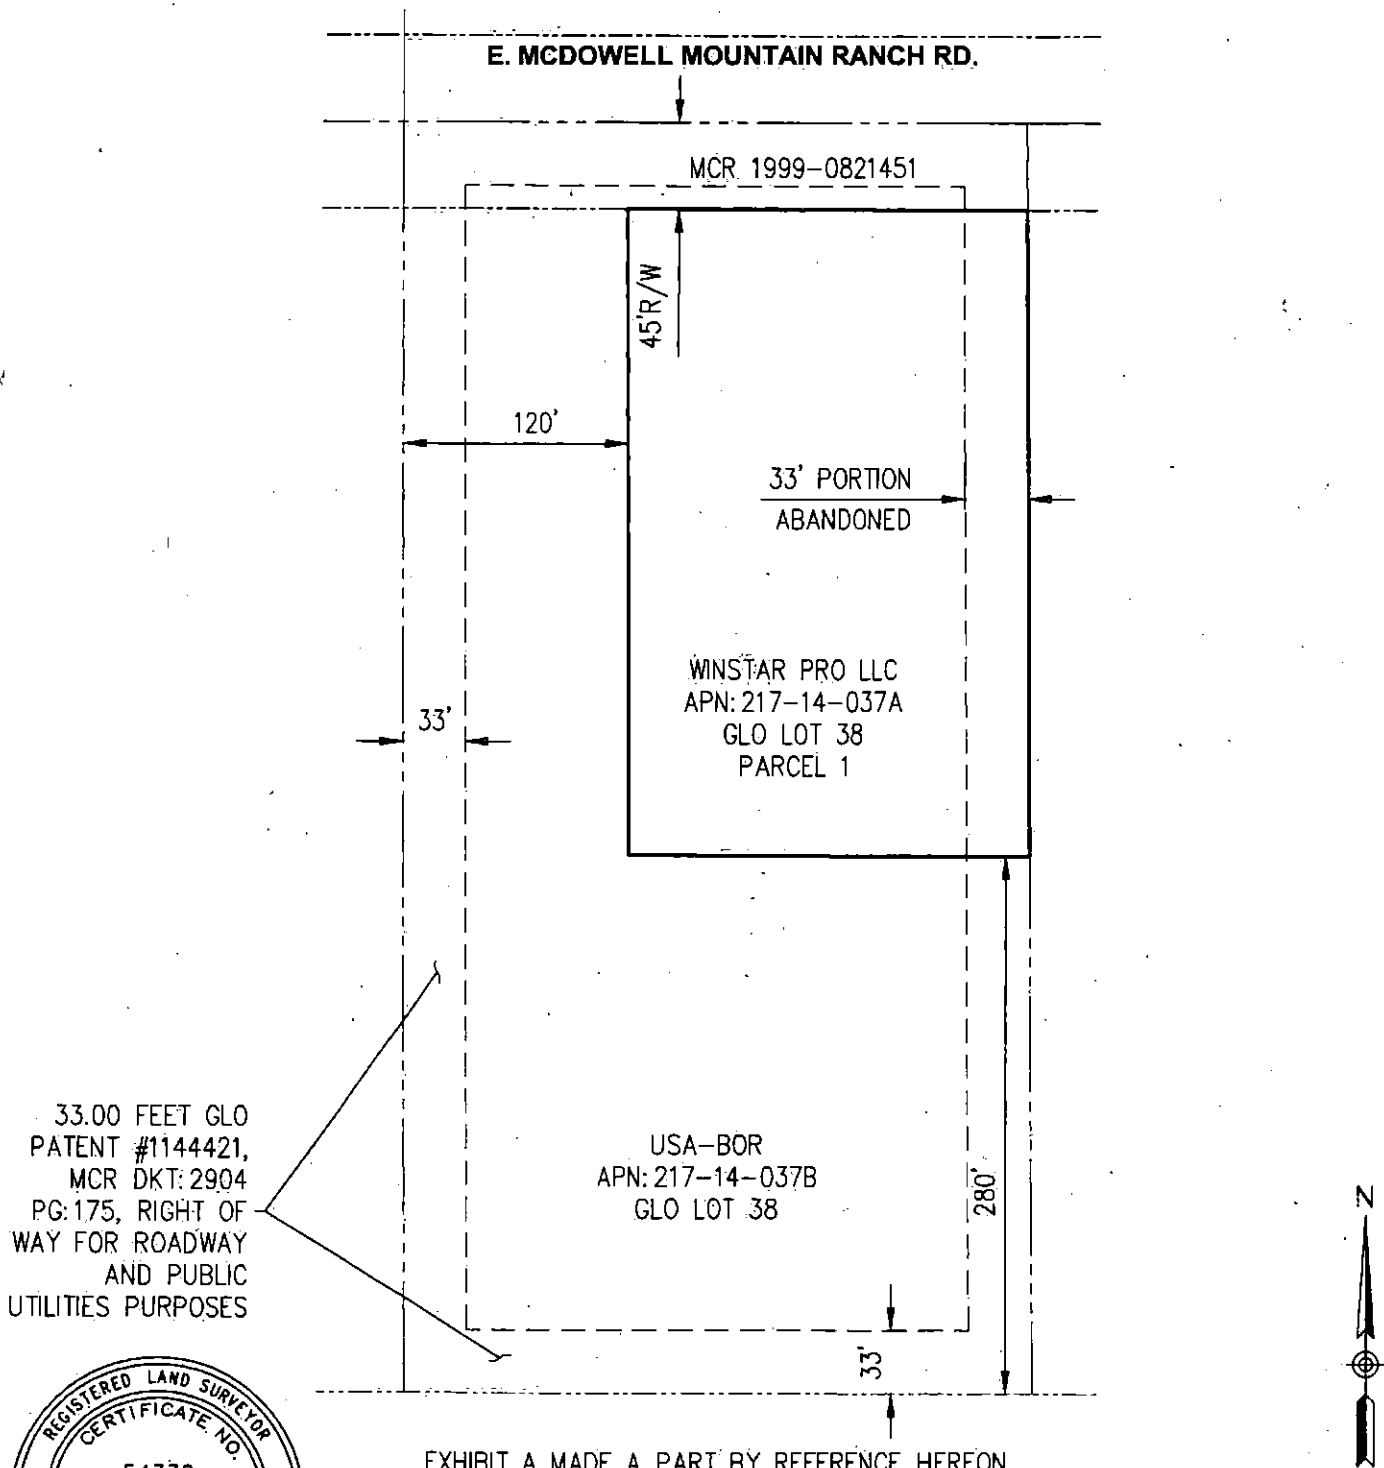 E. MCDOWELL MOUNTAIN RANCH RD.
MCR 1999-0821451
45'R/W
120'
33' PORTION
ABANDONED
WINSTAR PRO LLC
APN: 217-14-037A
GLO LOT 38
PARCEL 1
33'
33.00 FEET GLO
PATENT #1144421,
MCR DKT: 2904
PG: 175, RIGHT OF
WAY FOR ROADWAY
AND PUBLIC
UTILITIES PURPOSES
USA-BOR
APN: 217-14-037B
GLO LOT 38
280'
33'
N
REGISTERED LAND SURVEYOR
CERTIFICATE NO.
EXHIBIT A MADE A PART BY REFERENCE HEREON